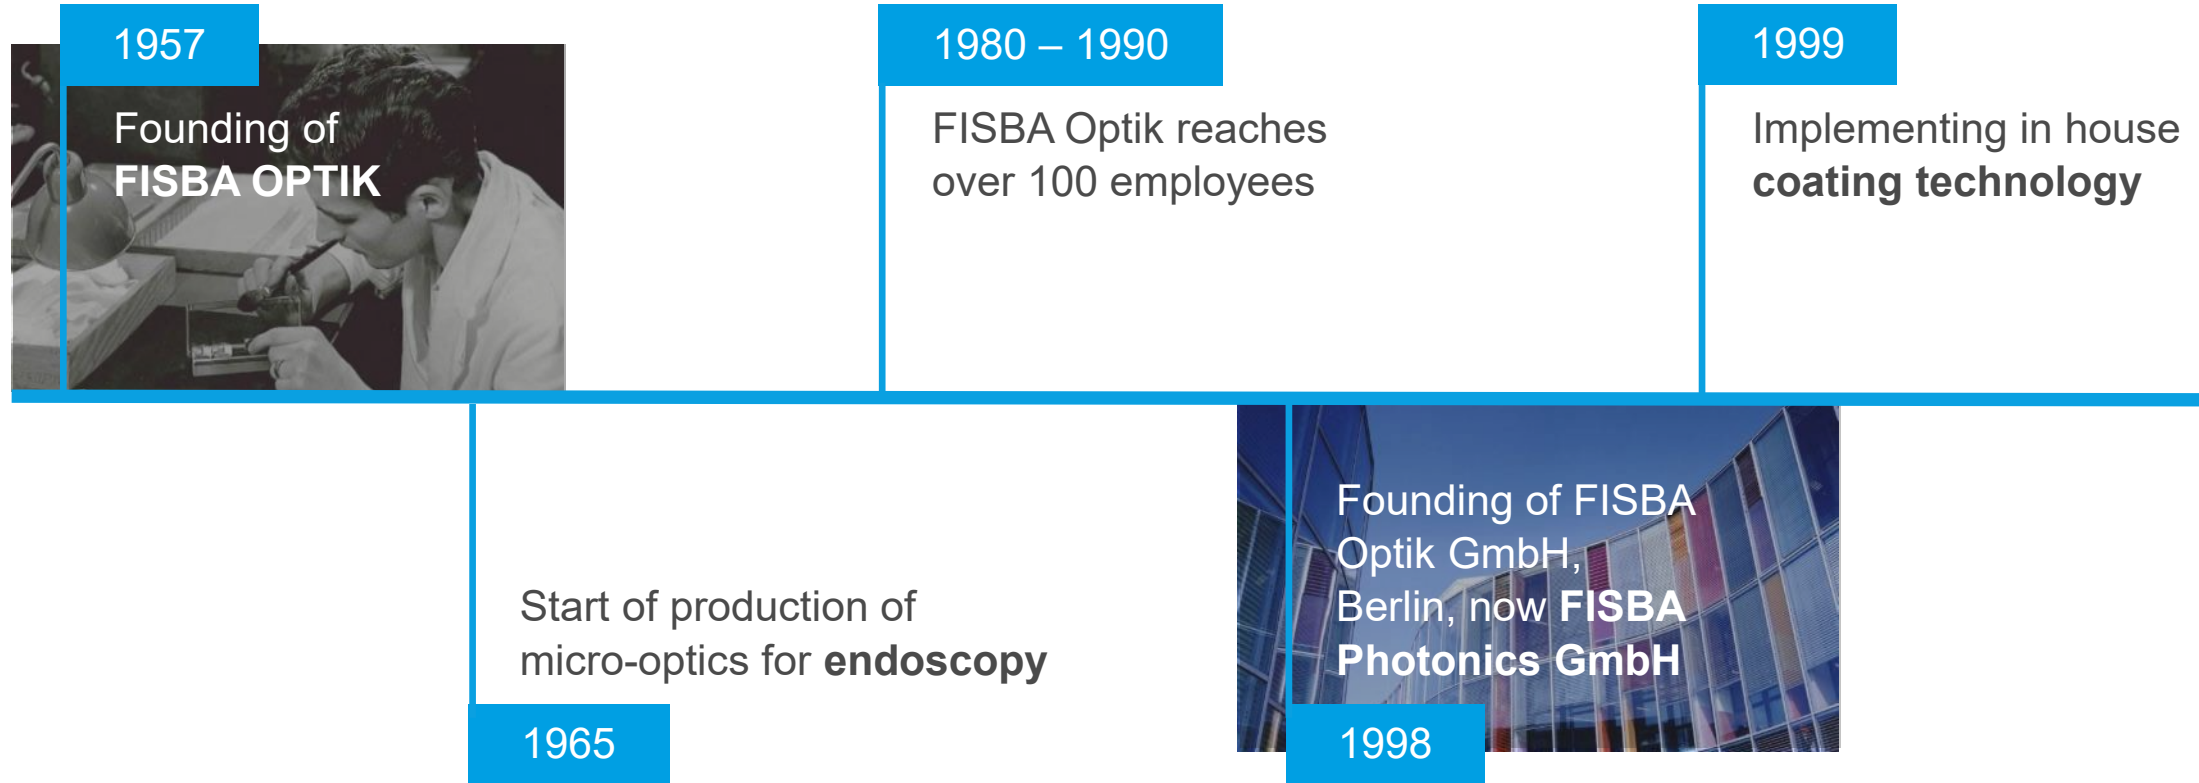 1957
Founding of
FISBA OPTIK
1965
Start of production of
micro-optics for endoscopy
1980 – 1990
FISBA Optik reaches
over 100 employees
1998
Founding of FISBA
Optik GmbH,
Berlin, now FISBA
Photonics GmbH
1999
Implementing in house
coating technology